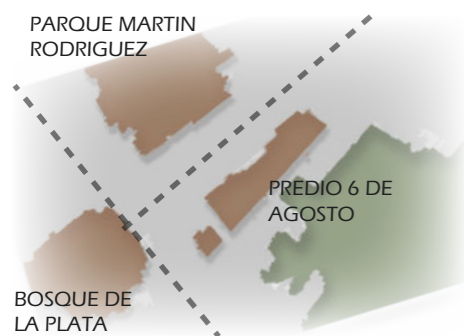 PARQUE MARTIN
RODRIGUEZ
PREDIO 6 DE
AGOSTO
BOSQUE DE
LA PLATA